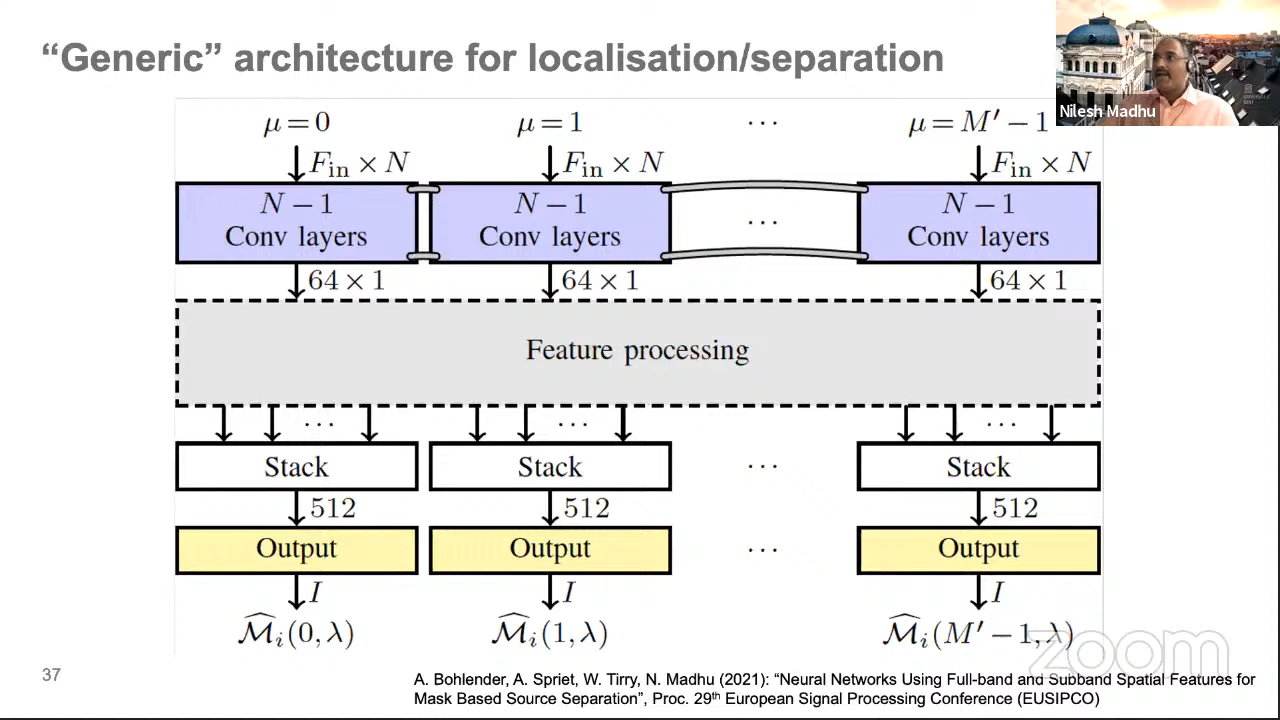 “Generic” architecture for localisation/separation
Nilesh Madhu
μ = 0 μ = 1 ··· μ = M′ − 1
F_in × N F_in × N F_in × N
N − 1 N − 1 N − 1
Conv layers Conv layers ··· Conv layers
64 × 1 64 × 1 64 × 1
Feature processing
··· ··· ···
Stack Stack ··· Stack
512 512 512
Output Output ··· Output
I I I
ℳ̂_i(0, λ) ℳ̂_i(1, λ) ℳ̂_i(M′ − 1, λ)
zoom
37
A. Bohlender, A. Spriet, W. Tirry, N. Madhu (2021): “Neural Networks Using Full-band and Subband Spatial Features for
Mask Based Source Separation”, Proc. 29th European Signal Processing Conference (EUSIPCO)